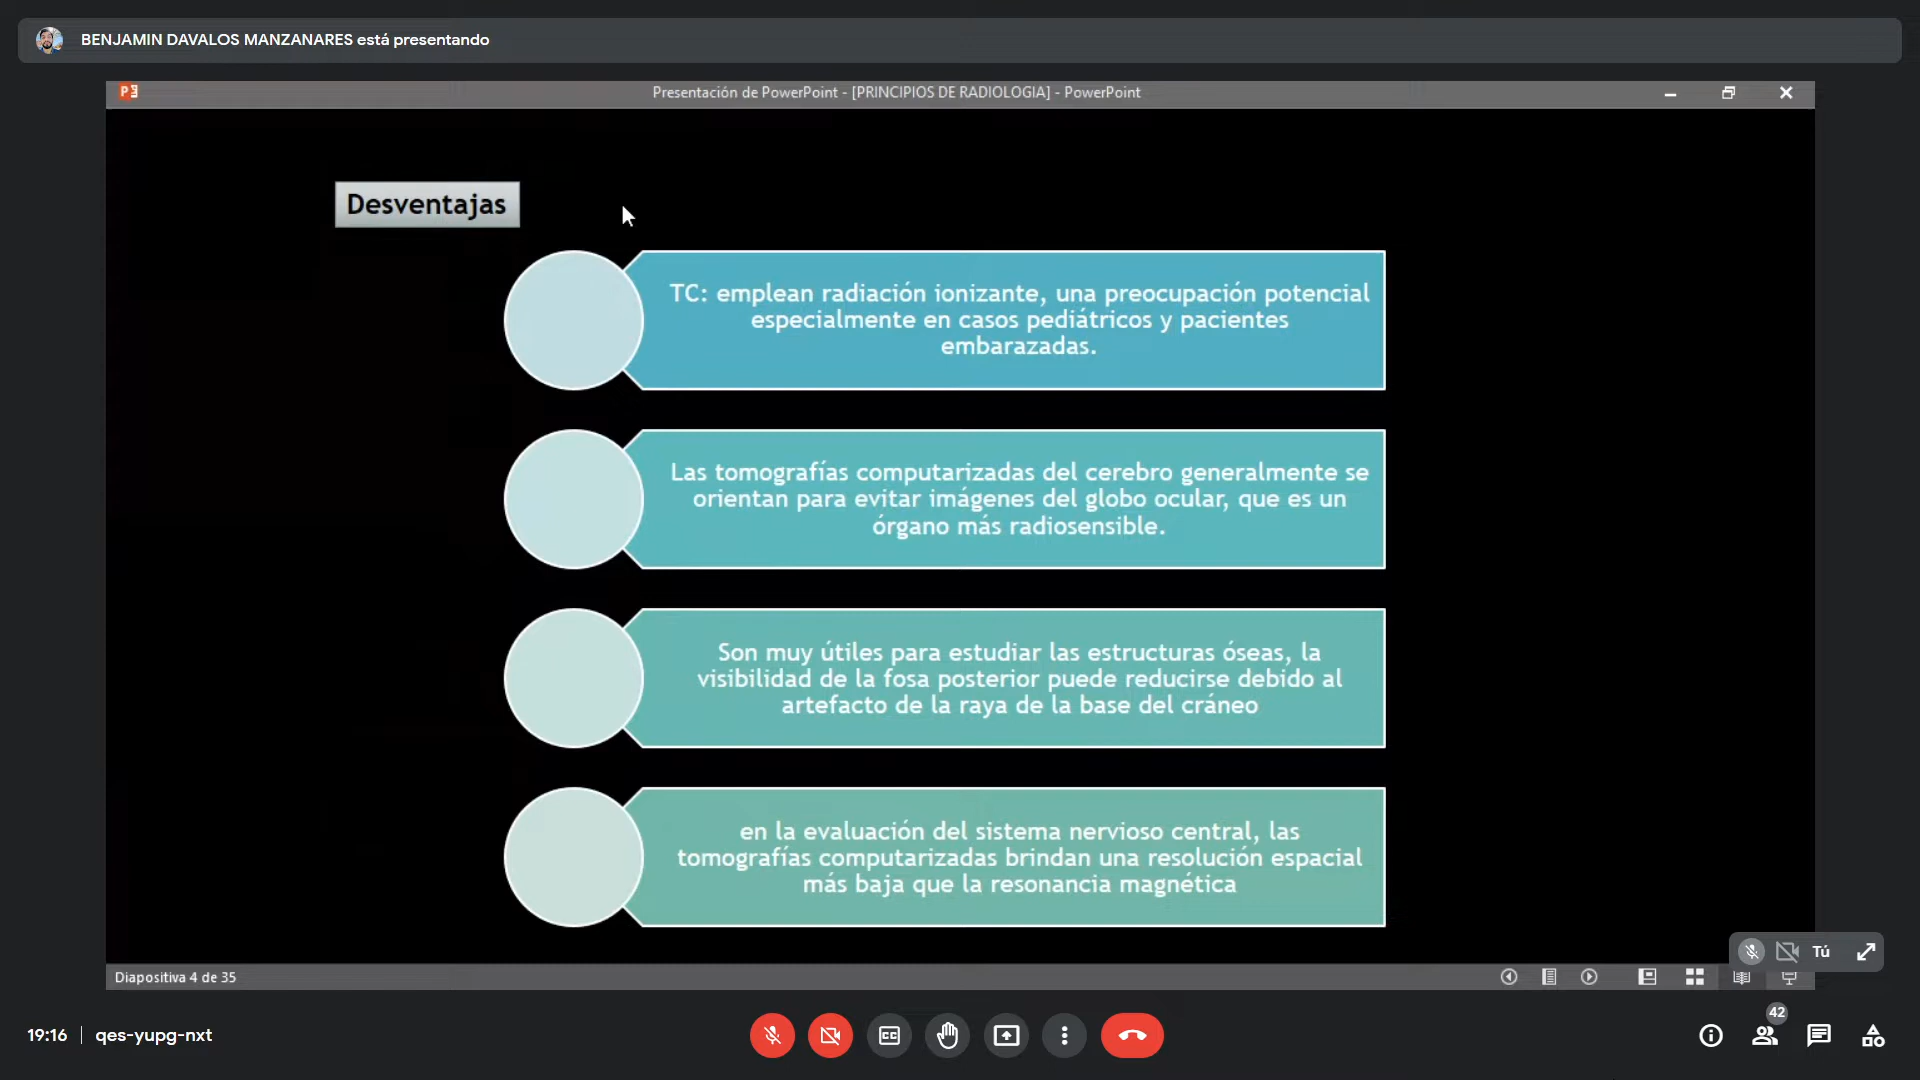 BENJAMIN DAVALOS MANZANARES está presentando
Presentación de PowerPoint - [PRINCIPIOS DE RADIOLOGIA] - PowerPoint
Desventajas
TC: emplean radiación ionizante, una preocupación potencial
especialmente en casos pediátricos y pacientes
embarazadas.
Las tomografías computarizadas del cerebro generalmente se
orientan para evitar imágenes del globo ocular, que es un
órgano más radiosensible.
Son muy útiles para estudiar las estructuras óseas, la
visibilidad de la fosa posterior puede reducirse debido al
artefacto de la raya de la base del cráneo
en la evaluación del sistema nervioso central, las
tomografías computarizadas brindan una resolución espacial
más baja que la resonancia magnética
Tú
Diapositiva 4 de 35
42
19:16 | qes-yupg-nxt